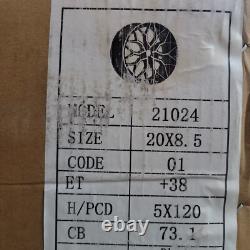 MODEL 21024
SIZE 20X8.5
CODE 01
ET +38
H/PCD 5X120
CB 73.1